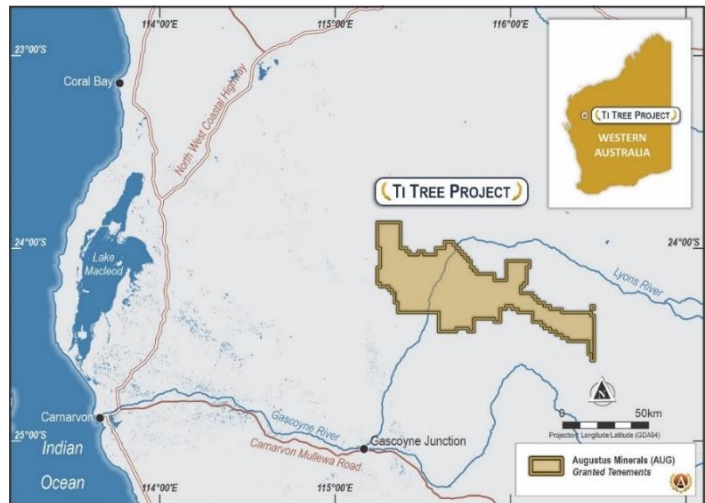 114°00'E
115°00'E
116°00'E
23°00'S
Coral Bay
North West Coastal Highway
TI TREE PROJECT
WESTERN
AUSTRALIA
TI TREE PROJECT
24°00'S
24°00'S
Lake
Macleod
Lyons River
Carnarvon
Gascoyne River
Carnarvon Mullewa Road
Gascoyne Junction
25°00'S
Indian
Ocean
0
50km
Projection: Longitude Latitude (GDA94)
Augustus Minerals (AUG)
Granted Tenements
114°00'E
115°00'E
116°00'E